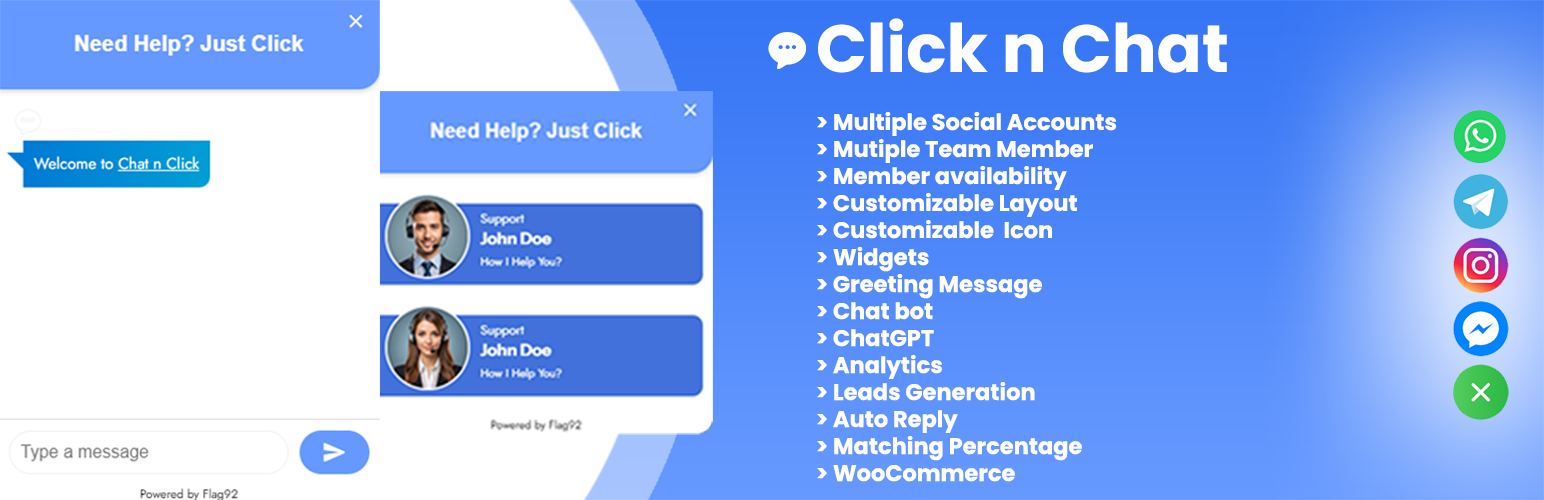 Need Help? Just Click
Welcome to Chat n Click
Type a message
Powered by Flag92
Need Help? Just Click
Support
John Doe
How I Help You?
Support
John Doe
How I Help You?
Powered by Flag92
Click n Chat
> Multiple Social Accounts
> Mutiple Team Member
> Member availability
> Customizable Layout
> Customizable  Icon
> Widgets
> Greeting Message
> Chat bot
> ChatGPT
> Analytics
> Leads Generation
> Auto Reply
> Matching Percentage
> WooCommerce